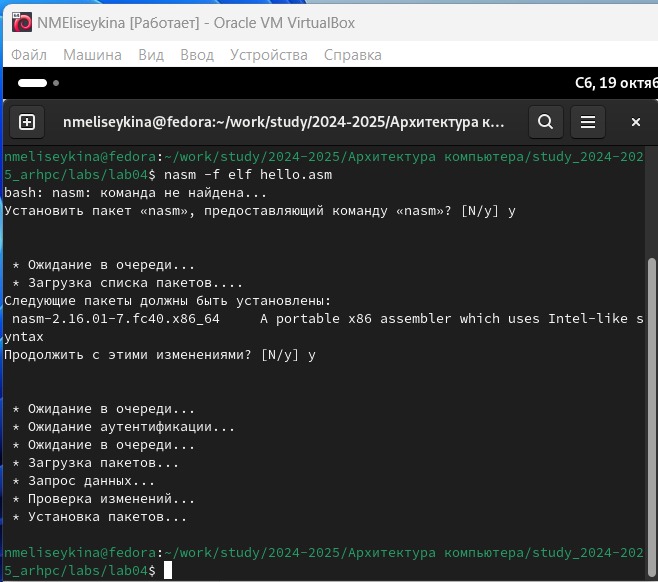 NMEliseykina [Работает] - Oracle VM VirtualBox
Файл Машина Вид Ввод Устройства Справка
Сб, 19 октяб
nmeliseykina@fedora:~/work/study/2024-2025/Архитектура к...
nmeliseykina@fedora:~/work/study/2024-2025/Архитектура компьютера/study_2024-202
5_arhpc/labs/lab04$ nasm -f elf hello.asm
bash: nasm: команда не найдена...
Установить пакет «nasm», предоставляющий команду «nasm»? [N/y] y
* Ожидание в очереди...
* Загрузка списка пакетов....
Следующие пакеты должны быть установлены:
nasm-2.16.01-7.fc40.x86_64 A portable x86 assembler which uses Intel-like s
yntax
Продолжить с этими изменениями? [N/y] y
* Ожидание в очереди...
* Ожидание аутентификации...
* Ожидание в очереди...
* Загрузка пакетов...
* Запрос данных...
* Проверка изменений...
* Установка пакетов...
nmeliseykina@fedora:~/work/study/2024-2025/Архитектура компьютера/study_2024-202
5_arhpc/labs/lab04$